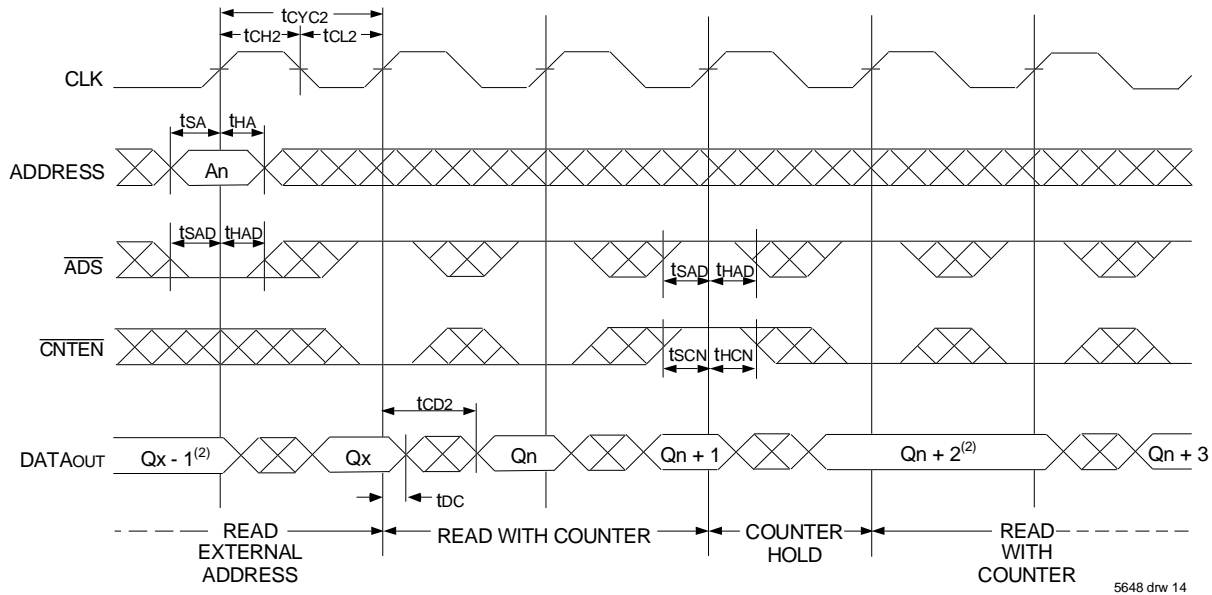 tCYC2
tCH2 tCL2
CLK
tSA tHA
ADDRESS An
tSAD tHAD
ADS
tSAD tHAD
CNTEN
tSCN tHCN
tCD2
DATAOUT Qx - 1(2) Qx Qn Qn + 1 Qn + 2(2) Qn + 3
tDC
READ EXTERNAL ADDRESS
READ WITH COUNTER
COUNTER HOLD
READ WITH COUNTER
5648 drw 14